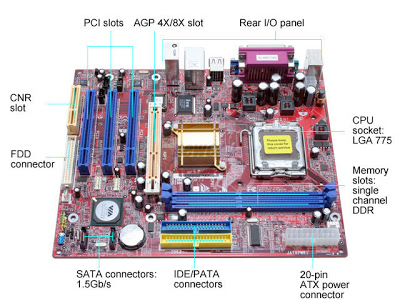 PCI slots
AGP 4X/8X slot
Rear I/O panel
CNR
slot
FDD
connector
CPU
socket:
LGA 775
Memory
slots:
single
channel
DDR
VIA
SATA connectors:
1.5Gb/s
IDE/PATA
connectors
20-pin
ATX power
connector